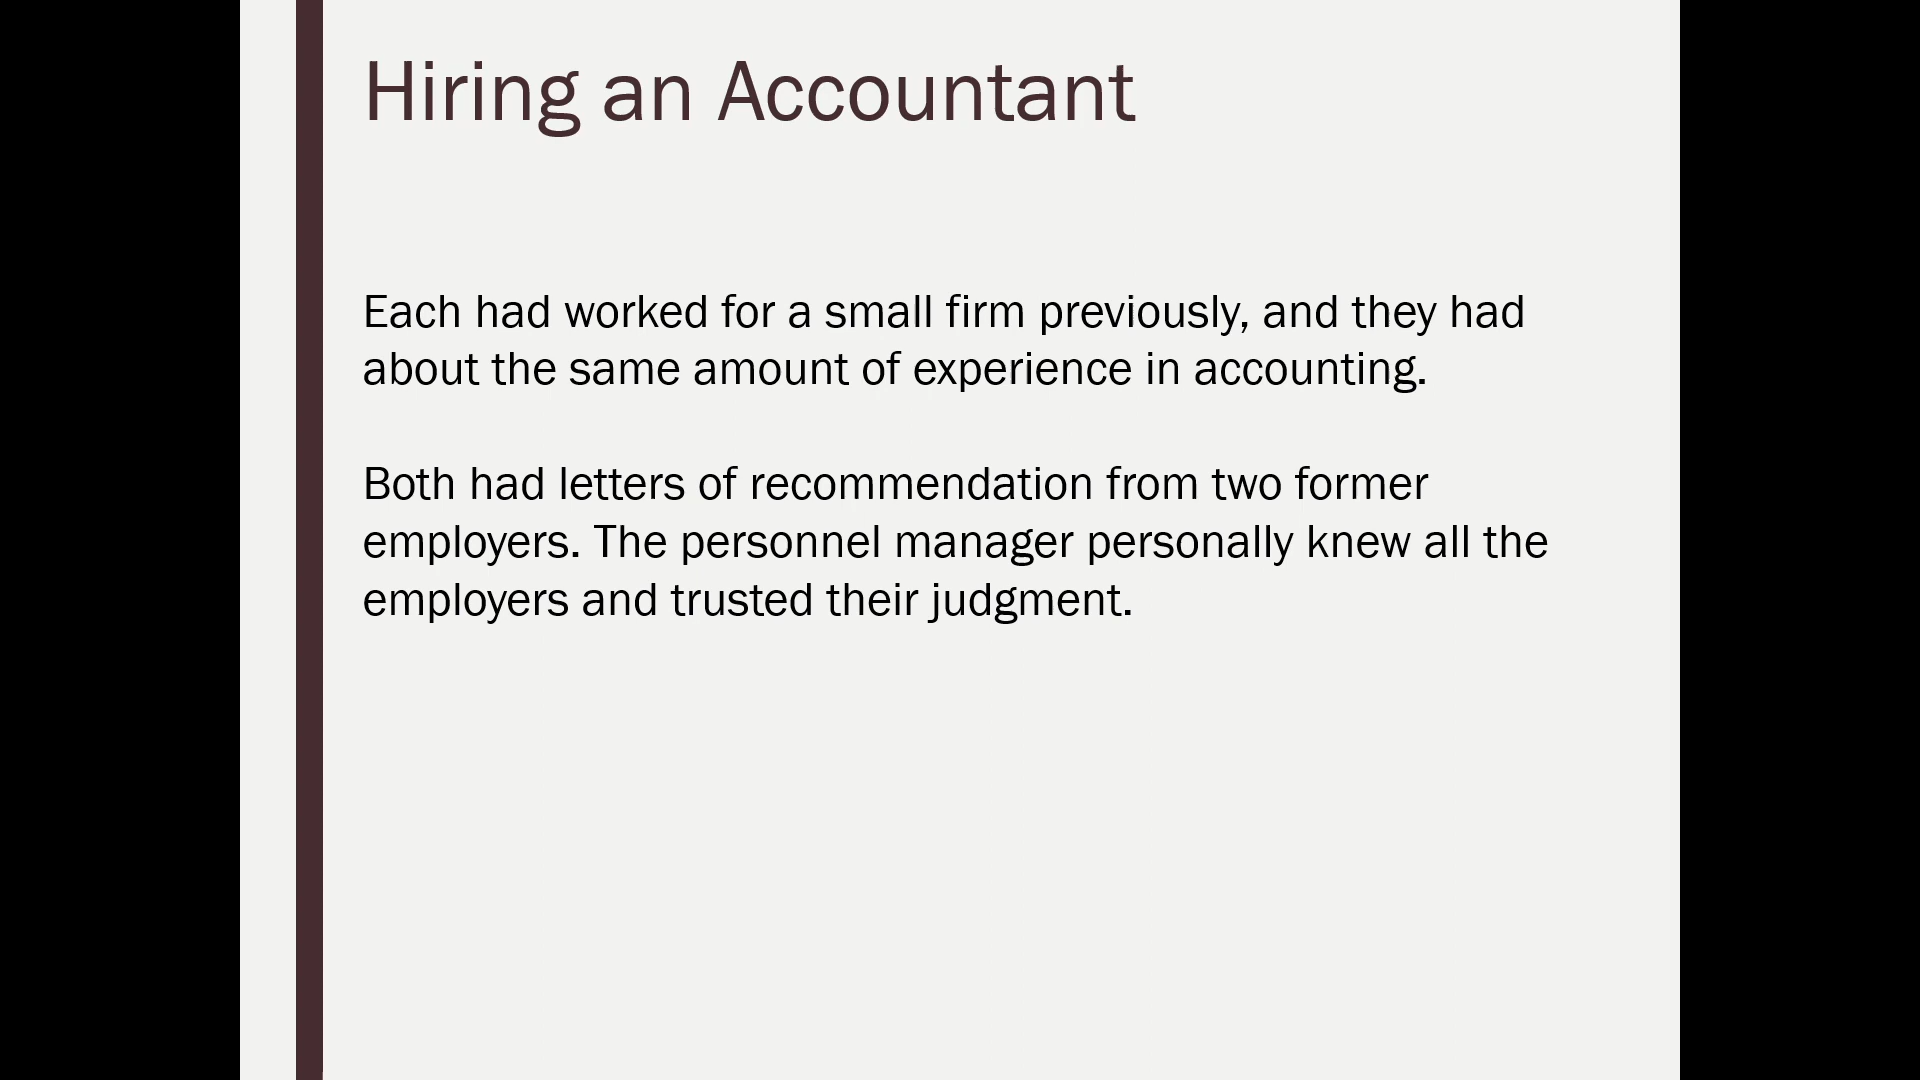 Hiring an Accountant
Each had worked for a small firm previously, and they had
about the same amount of experience in accounting.
Both had letters of recommendation from two former
employers. The personnel manager personally knew all the
employers and trusted their judgment.